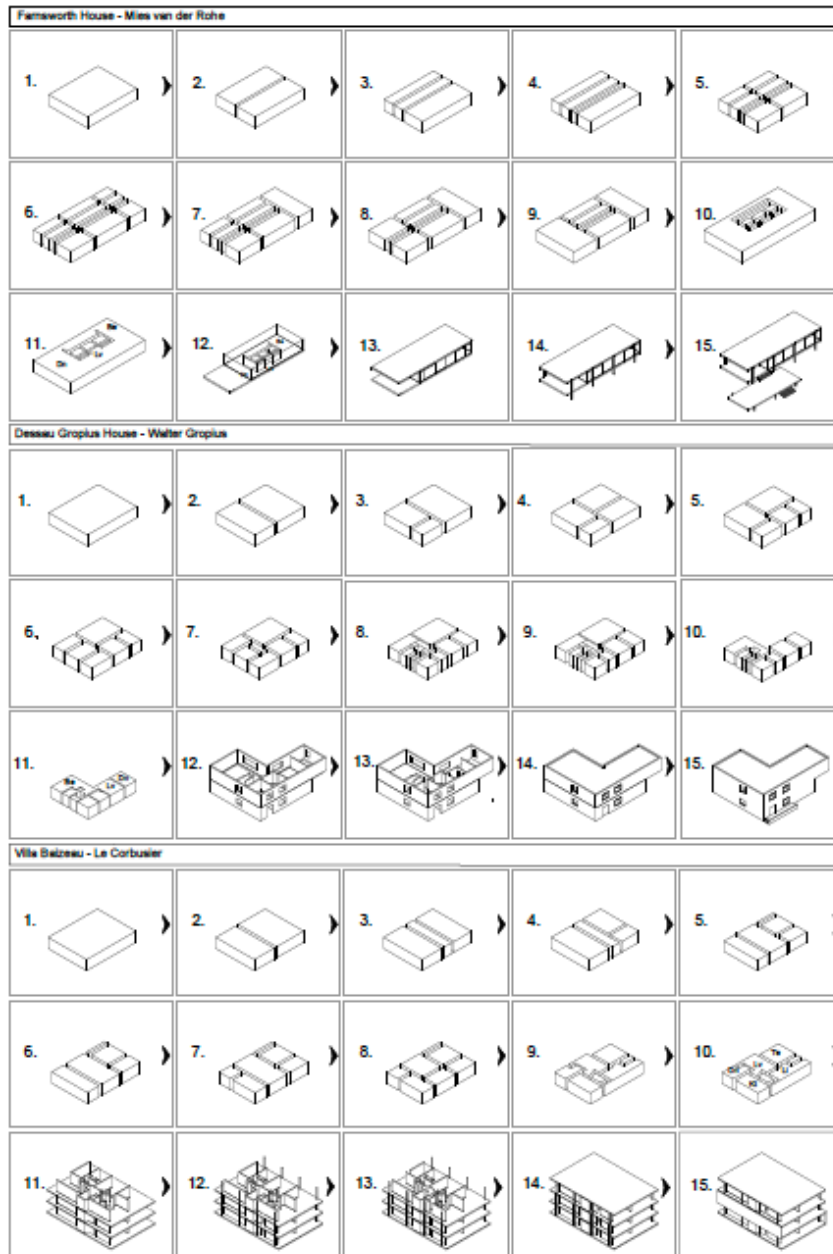 Farnsworth House - Mies van der Rohe
1. 2. 3. 4. 5.
6. 7. 8. 9. 10.
11. 12. 13. 14. 15.
Dessau Gropius House - Walter Gropius
1. 2. 3. 4. 5.
6. 7. 8. 9. 10.
11. 12. 13. 14. 15.
Villa Baizeau - Le Corbusier
1. 2. 3. 4. 5.
6. 7. 8. 9. 10.
11. 12. 13. 14. 15.